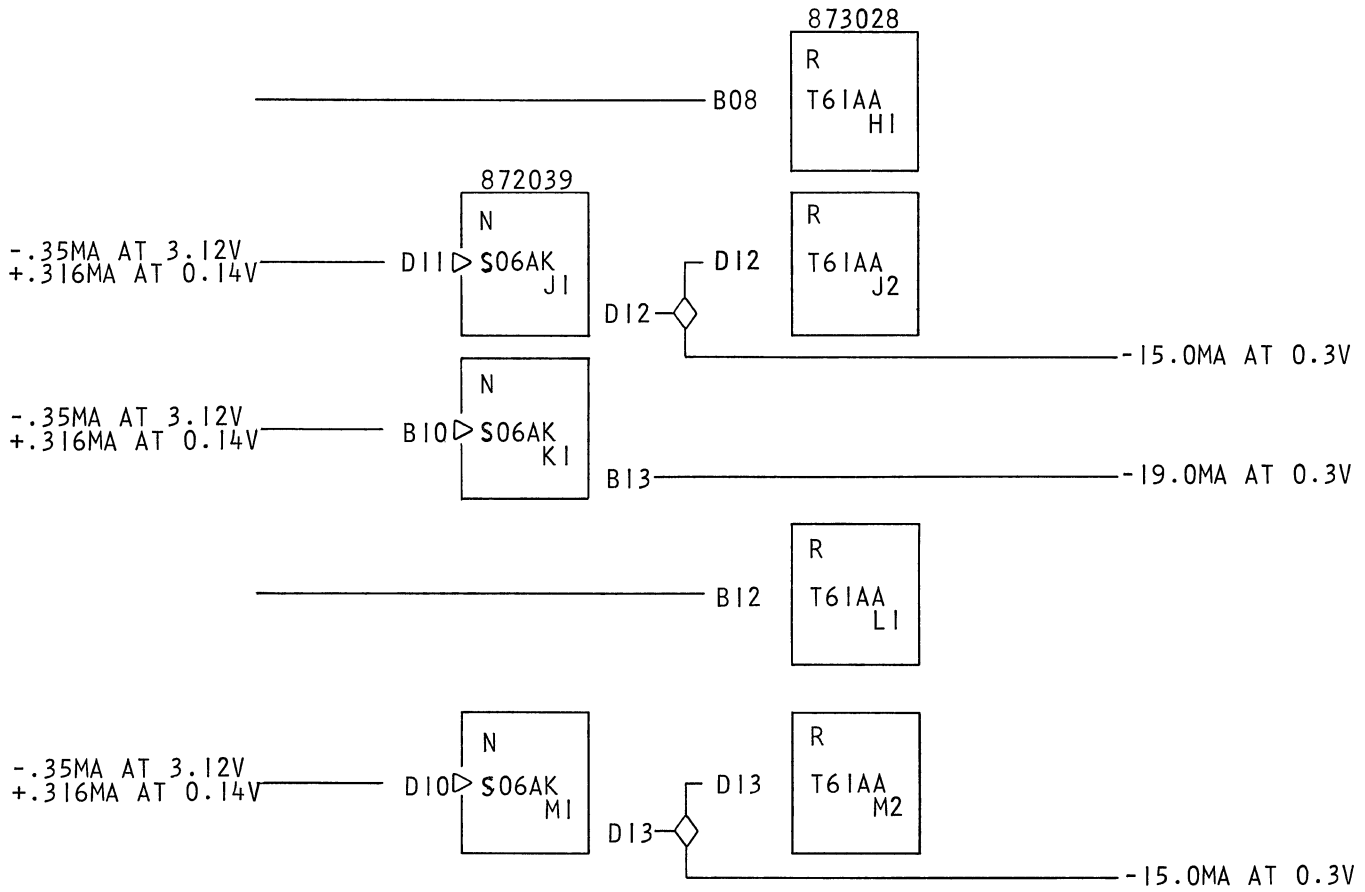 873028
R
B08 T61AA
H1
872039
N
R
-.35MA AT 3.12V
+.316MA AT 0.14V
D11 S06AK
J1
D12 T61AA
J2
D12
-15.0MA AT 0.3V
N
-.35MA AT 3.12V
+.316MA AT 0.14V
B10 S06AK
K1
B13
-19.0MA AT 0.3V
R
B12 T61AA
L1
N
R
-.35MA AT 3.12V
+.316MA AT 0.14V
D10 S06AK
M1
D13 T61AA
M2
D13
-15.0MA AT 0.3V